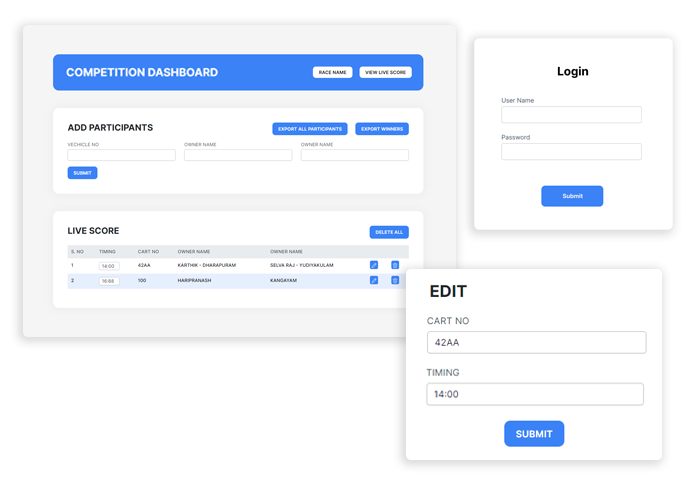 COMPETITION DASHBOARD
RACE NAME
VIEW LIVE SCORE
ADD PARTICIPANTS
EXPORT ALL PARTICIPANTS
EXPORT WINNERS
VECHICLE NO
OWNER NAME
OWNER NAME
SUBMIT
LIVE SCORE
DELETE ALL
S. NO TIMING CART NO OWNER NAME OWNER NAME
1 14:00 42AA KARTHIK - DHARAPURAM SELVA RAJ - YUDIYAKULAM
2 100 HARIPRANASH KANGAYAM
Login
User Name
Password
Submit
EDIT
CART NO
42AA
TIMING
14:00
SUBMIT